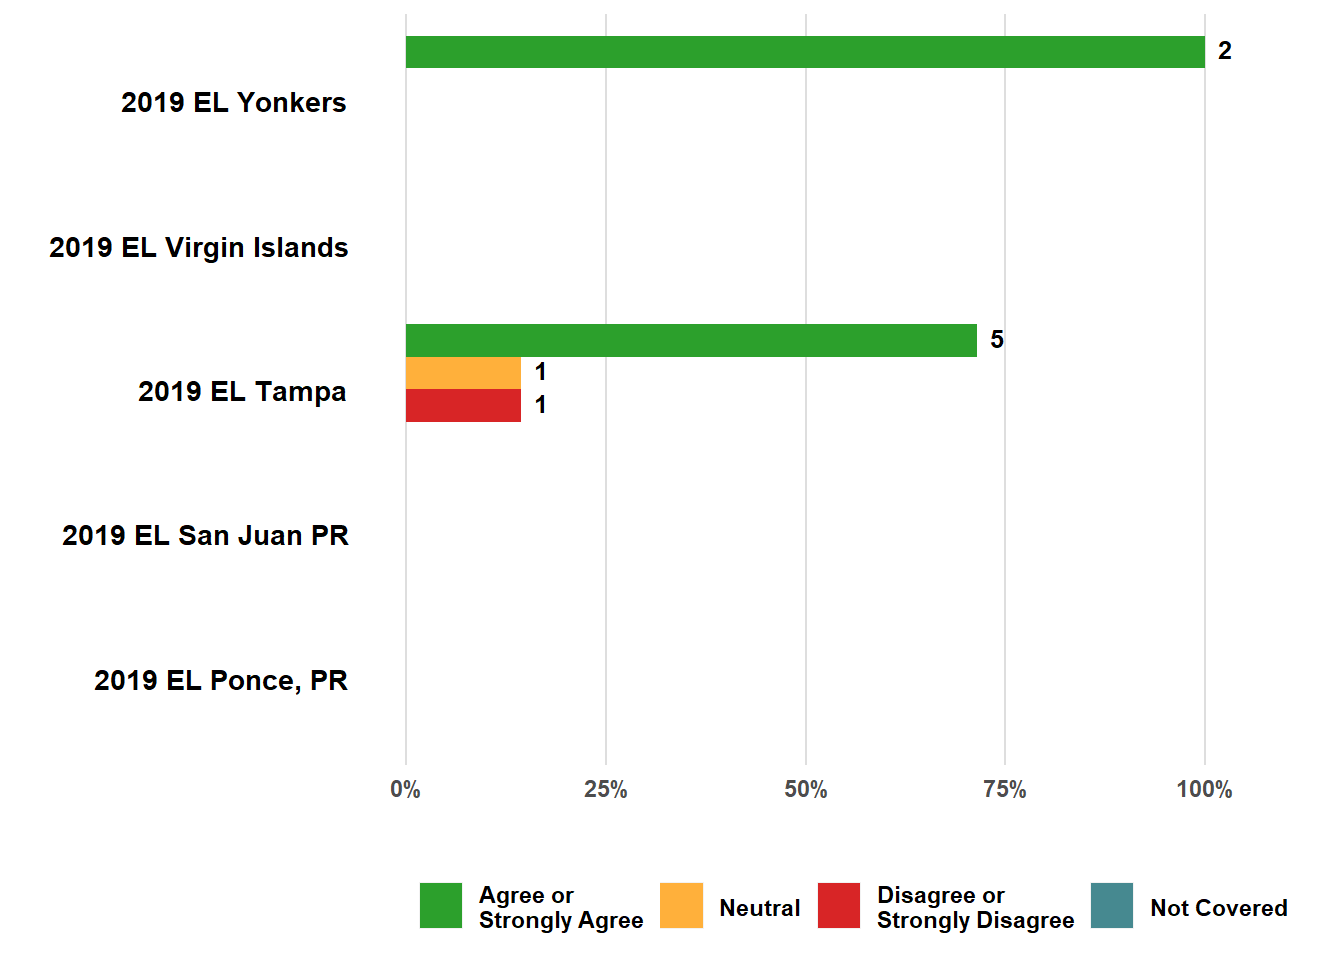 2
2019 EL Yonkers
2019 EL Virgin Islands
5
1
2019 EL Tampa
1
2019 EL San Juan PR
2019 EL Ponce, PR
0% 25% 50% 75% 100%
Agree or
Strongly Agree
Neutral
Disagree or
Strongly Disagree
Not Covered